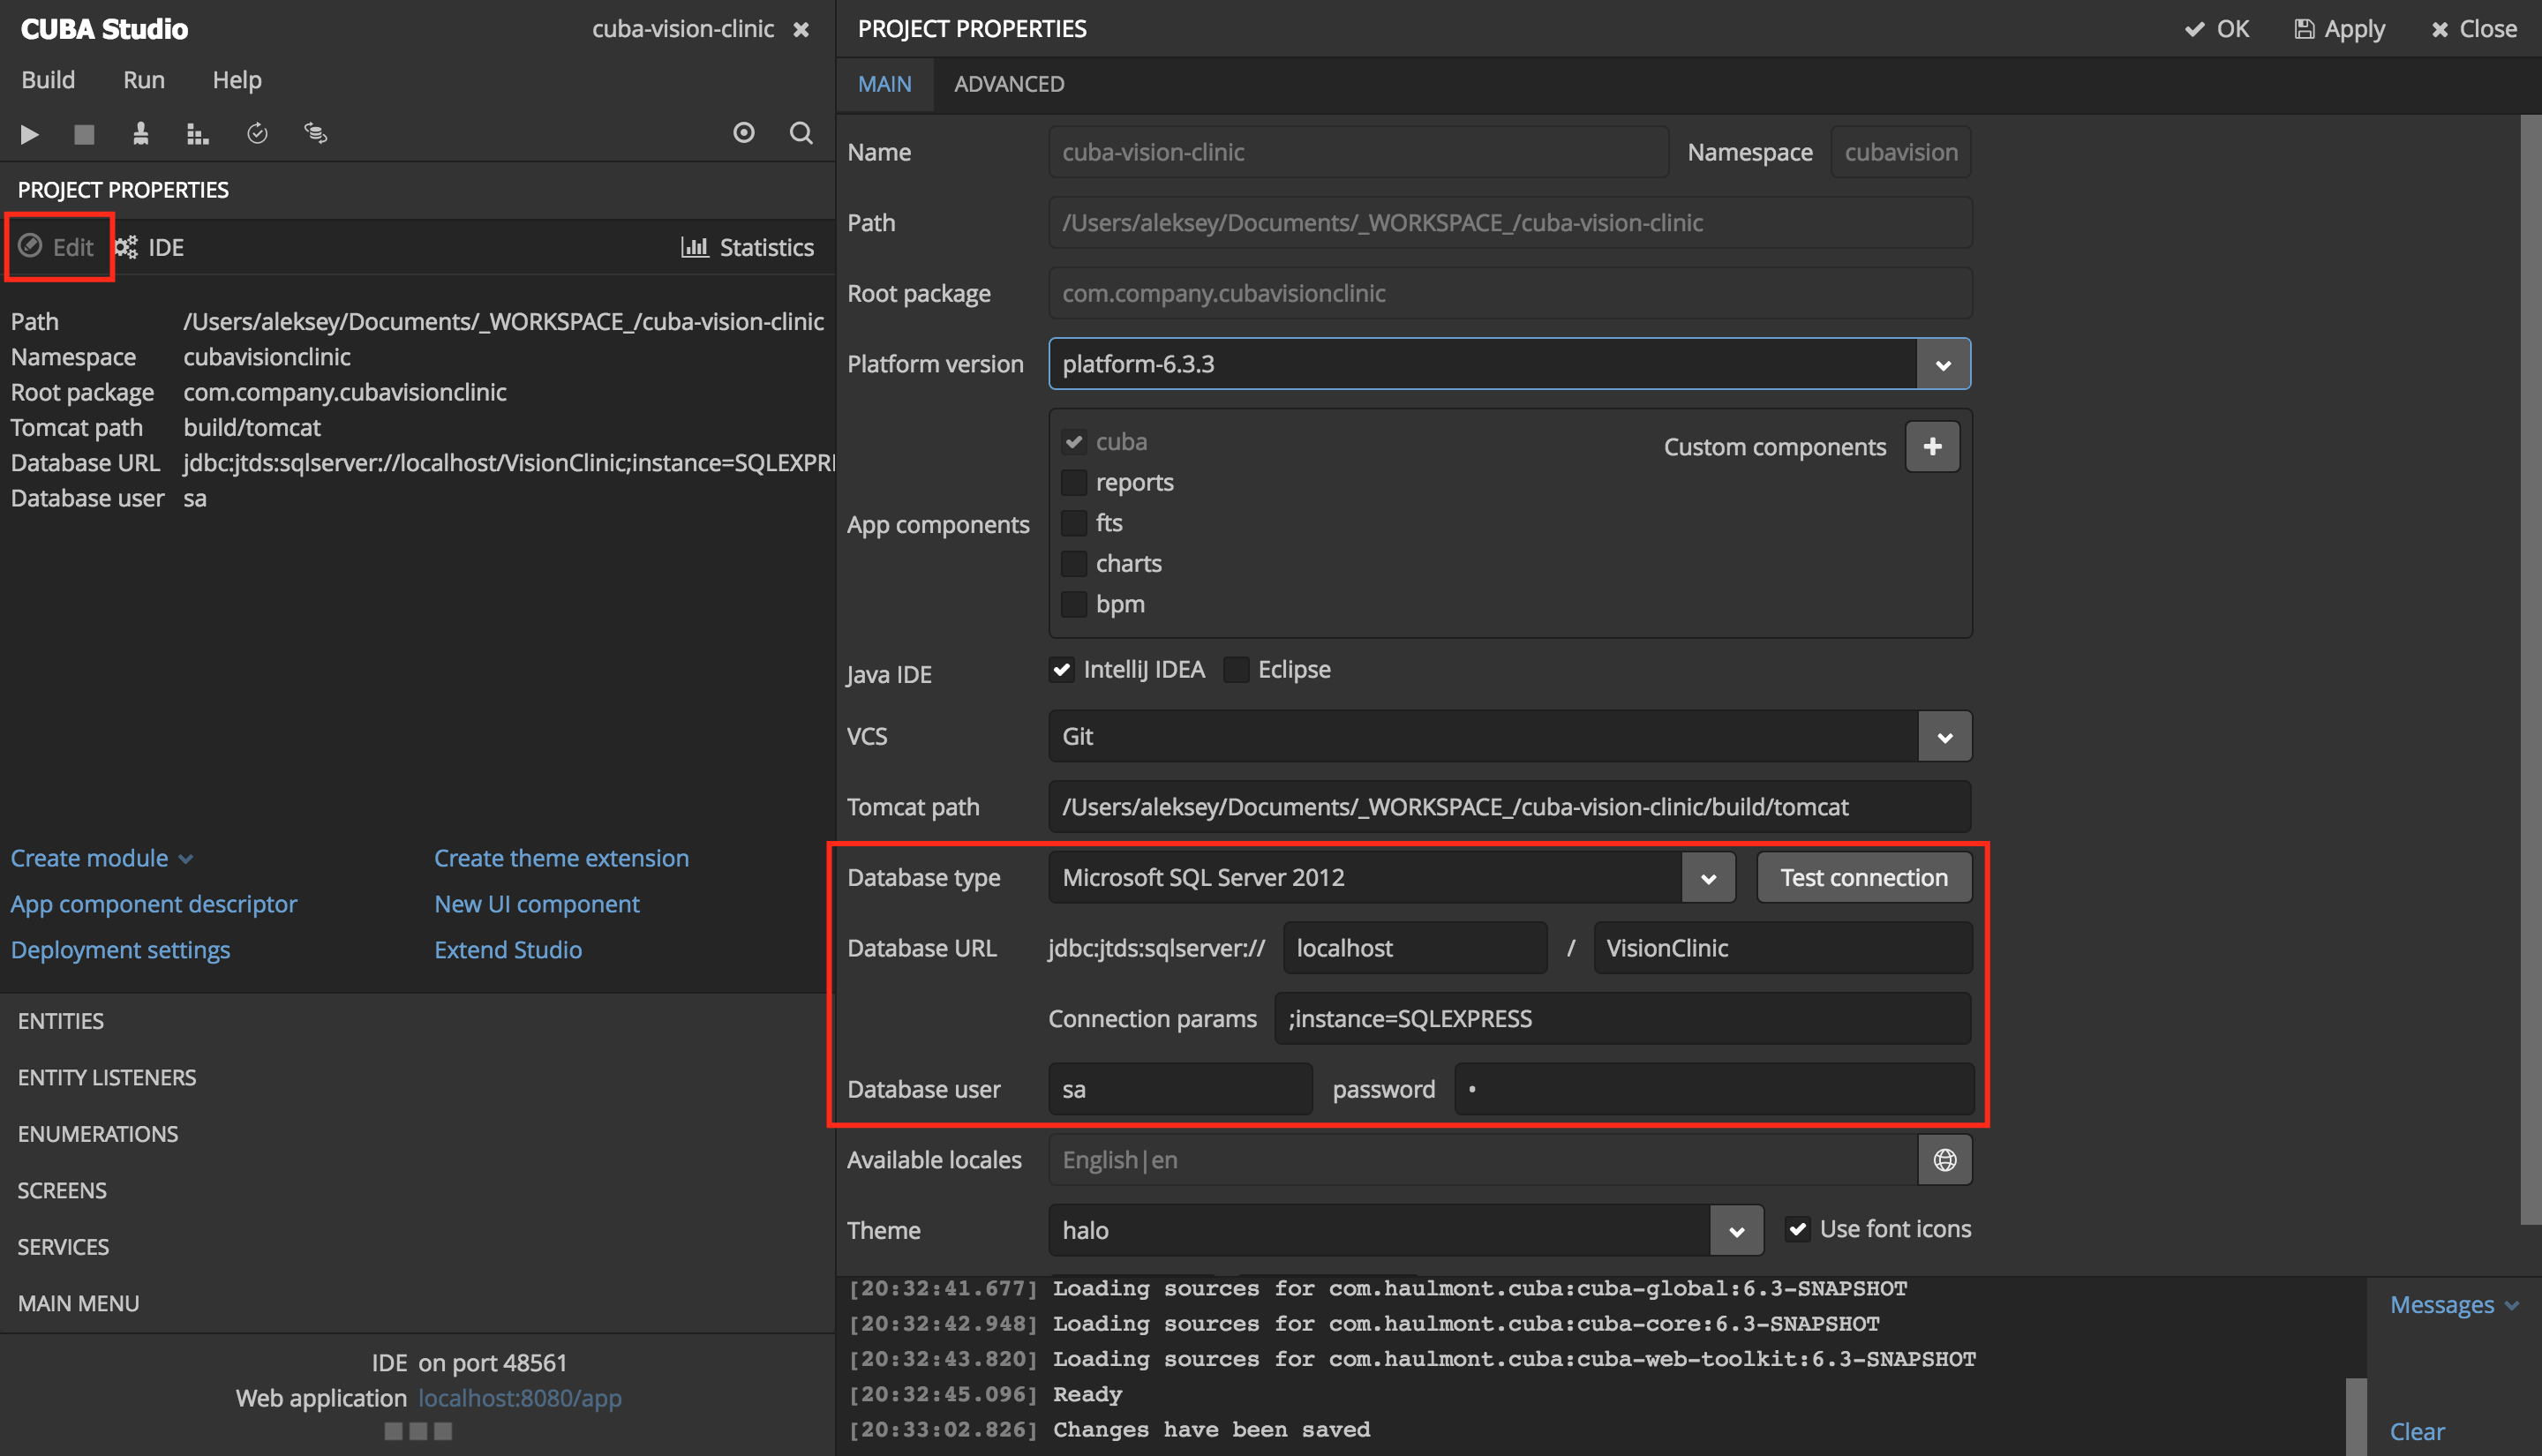 CUBA Studio
cuba-vision-clinic
Build Run Help
PROJECT PROPERTIES
Edit IDE Statistics
Path /Users/aleksey/Documents/_WORKSPACE_/cuba-vision-clinic
Namespace cubavisionclinic
Root package com.company.cubavisionclinic
Tomcat path build/tomcat
Database URL jdbc:jtds:sqlserver://localhost/VisionClinic;instance=SQLEXPRE
Database user sa
Create module Create theme extension
App component descriptor New UI component
Deployment settings Extend Studio
ENTITIES
ENTITY LISTENERS
ENUMERATIONS
SCREENS
SERVICES
MAIN MENU
IDE on port 48561
Web application localhost:8080/app
PROJECT PROPERTIES OK Apply Close
MAIN ADVANCED
Name cuba-vision-clinic Namespace cubavision
Path /Users/aleksey/Documents/_WORKSPACE_/cuba-vision-clinic
Root package com.company.cubavisionclinic
Platform version platform-6.3.3
App components
cuba Custom components +
reports
fts
charts
bpm
Java IDE IntelliJ IDEA Eclipse
VCS Git
Tomcat path /Users/aleksey/Documents/_WORKSPACE_/cuba-vision-clinic/build/tomcat
Database type Microsoft SQL Server 2012 Test connection
Database URL jdbc:jtds:sqlserver:// localhost / VisionClinic
Connection params ;instance=SQLEXPRESS
Database user sa password •
Available locales English|en
Theme halo Use font icons
[20:32:41.677] Loading sources for com.haulmont.cuba:cuba-global:6.3-SNAPSHOT
[20:32:42.948] Loading sources for com.haulmont.cuba:cuba-core:6.3-SNAPSHOT
[20:32:43.820] Loading sources for com.haulmont.cuba:cuba-web-toolkit:6.3-SNAPSHOT
[20:32:45.096] Ready
[20:33:02.826] Changes have been saved
Messages
Clear